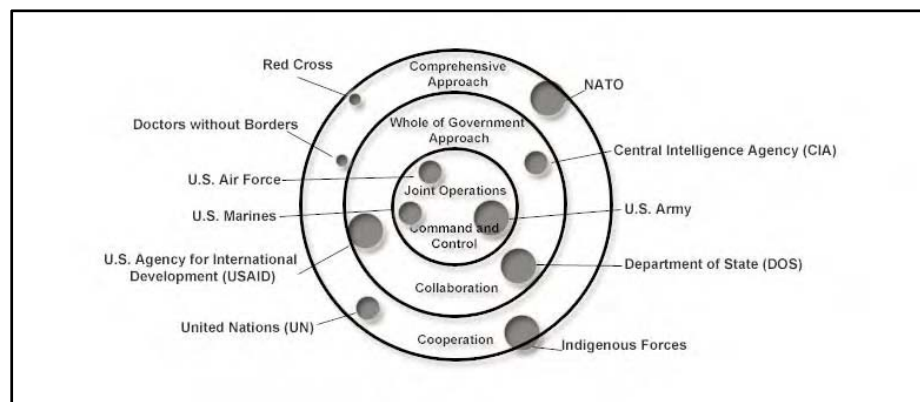 Red Cross
Comprehensive
Approach
NATO
Doctors without Borders
Whole of Government
Approach
Central Intelligence Agency (CIA)
U.S. Air Force
Joint Operations
U.S. Marines
U.S. Army
Command and
Control
U.S. Agency for International
Development (USAID)
Department of State (DOS)
Collaboration
United Nations (UN)
Cooperation
Indigenous Forces